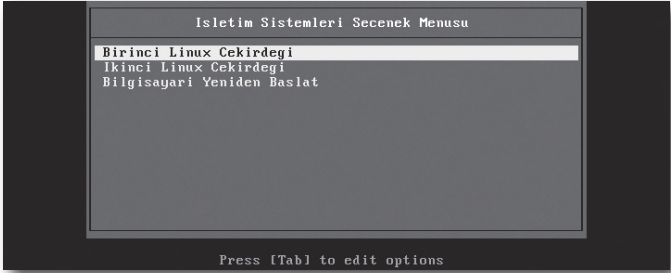 Isletim Sistemleri Secenek Menusu
Birinci Linux Cekirdegi
Ikinci Linux Cekirdegi
Bilgisayari Yeniden Baslat
Press [Tab] to edit options